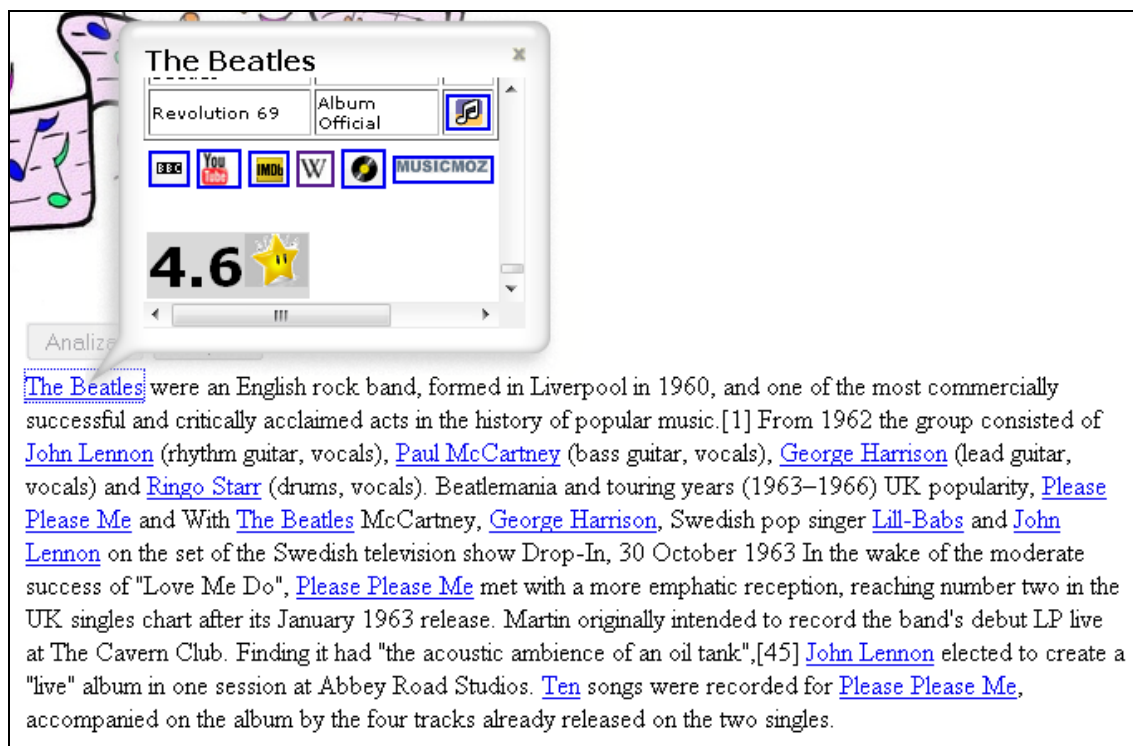 The Beatles
Revolution 69 Album Official
BBC You Tube IMDb W MUSICMOZ
4.6
The Beatles were an English rock band, formed in Liverpool in 1960, and one of the most commercially
successful and critically acclaimed acts in the history of popular music.[1] From 1962 the group consisted of
John Lennon (rhythm guitar, vocals), Paul McCartney (bass guitar, vocals), George Harrison (lead guitar,
vocals) and Ringo Starr (drums, vocals). Beatlemania and touring years (1963–1966) UK popularity, Please
Please Me and With The Beatles McCartney, George Harrison, Swedish pop singer Lill-Babs and John
Lennon on the set of the Swedish television show Drop-In, 30 October 1963 In the wake of the moderate
success of "Love Me Do", Please Please Me met with a more emphatic reception, reaching number two in the
UK singles chart after its January 1963 release. Martin originally intended to record the band's debut LP live
at The Cavern Club. Finding it had "the acoustic ambience of an oil tank",[45] John Lennon elected to create a
"live" album in one session at Abbey Road Studios. Ten songs were recorded for Please Please Me,
accompanied on the album by the four tracks already released on the two singles.